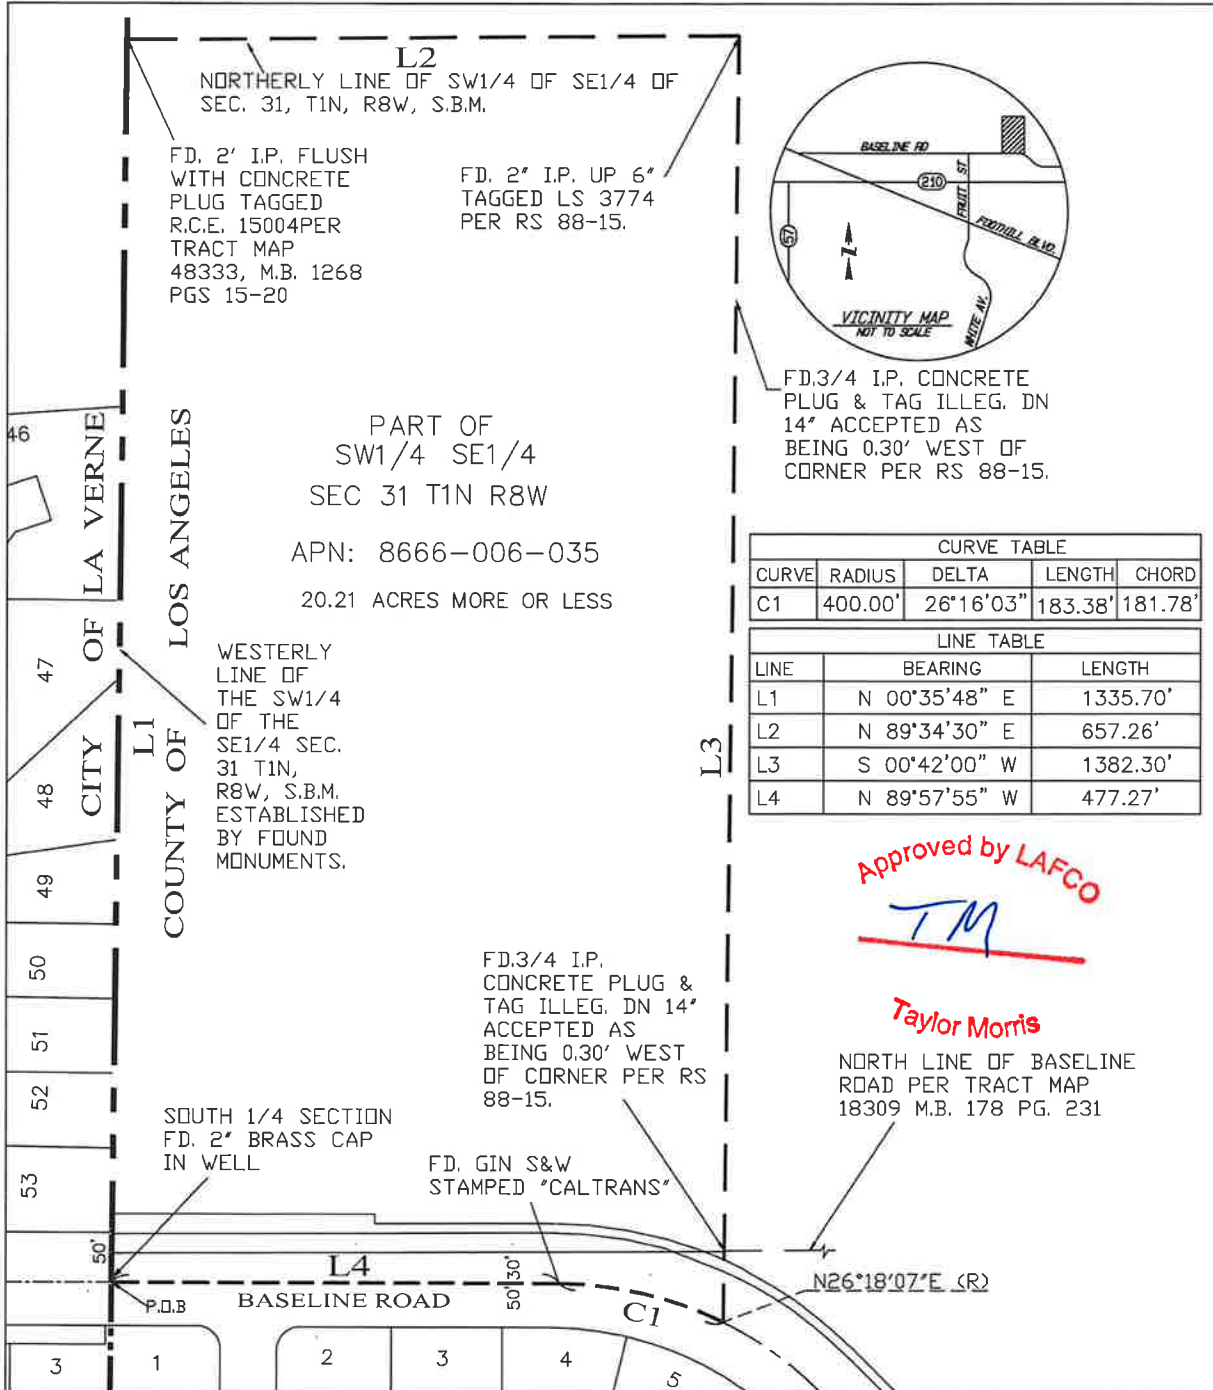 L2
NORTHERLY LINE OF SW1/4 OF SE1/4 OF
SEC. 31, T1N, R8W, S.B.M.
FD. 2' I.P. FLUSH
WITH CONCRETE
PLUG TAGGED
R.C.E. 15004PER
TRACT MAP
48333, M.B. 1268
PGS 15-20
FD. 2" I.P. UP 6"
TAGGED LS 3774
PER RS 88-15.
BASELINE RD
210
FRUIT ST
FOOTHILL BLVD.
57
WHITE AV.
VICINITY MAP
NOT TO SCALE
FD.3/4 I.P. CONCRETE
PLUG & TAG ILLEG. DN
14" ACCEPTED AS
BEING 0.30' WEST OF
CORNER PER RS 88-15.
PART OF
SW1/4 SE1/4
SEC 31 T1N R8W
APN: 8666-006-035
20.21 ACRES MORE OR LESS
CITY OF LA VERNE
L1
COUNTY OF LOS ANGELES
WESTERLY
LINE OF
THE SW1/4
OF THE
SE1/4 SEC.
31 T1N,
R8W, S.B.M.
ESTABLISHED
BY FOUND
MONUMENTS.
L3
CURVE TABLE
CURVE RADIUS DELTA LENGTH CHORD
C1 400.00' 26°16'03" 183.38' 181.78'
LINE TABLE
LINE BEARING LENGTH
L1 N 00°35'48" E 1335.70'
L2 N 89°34'30" E 657.26'
L3 S 00°42'00" W 1382.30'
L4 N 89°57'55" W 477.27'
Approved by LAFCO
TM
Taylor Morris
46
47
48
49
50
51
52
53
FD.3/4 I.P.
CONCRETE PLUG &
TAG ILLEG. DN 14"
ACCEPTED AS
BEING 0.30' WEST
OF CORNER PER RS
88-15.
NORTH LINE OF BASELINE
ROAD PER TRACT MAP
18309 M.B. 178 PG. 231
SOUTH 1/4 SECTION
FD. 2" BRASS CAP
IN WELL
FD. GIN S&W
STAMPED "CALTRANS"
50'
L4
50' 30'
P.O.B
BASELINE ROAD
C1
N26°18'07"E (R)
3
1
2
3
4
5